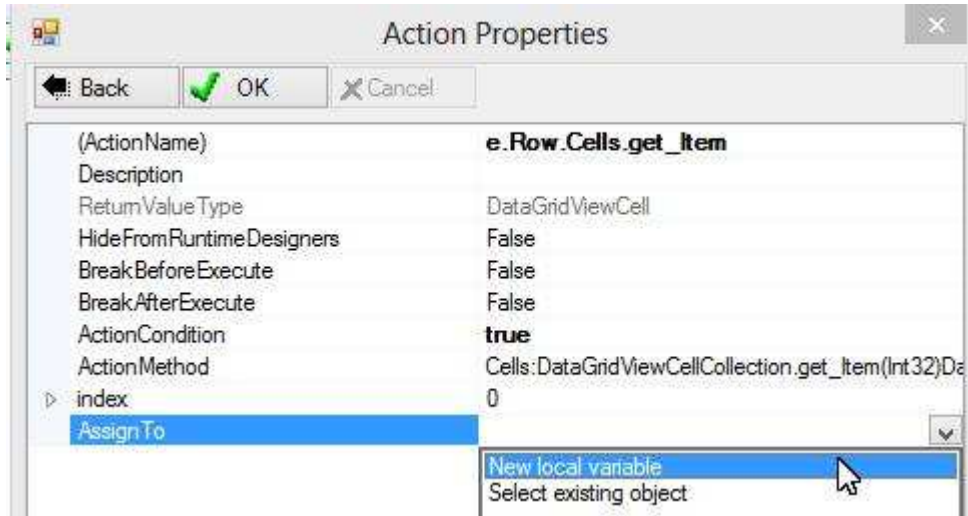 Action Properties
Back OK Cancel
(ActionName) e.Row.Cells.get_Item
Description
ReturnValueType DataGridViewCell
HideFromRuntimeDesigners False
BreakBeforeExecute False
BreakAfterExecute False
ActionCondition true
ActionMethod Cells:DataGridViewCellCollection.get_Item(Int32)Da
index 0
AssignTo
New local variable
Select existing object